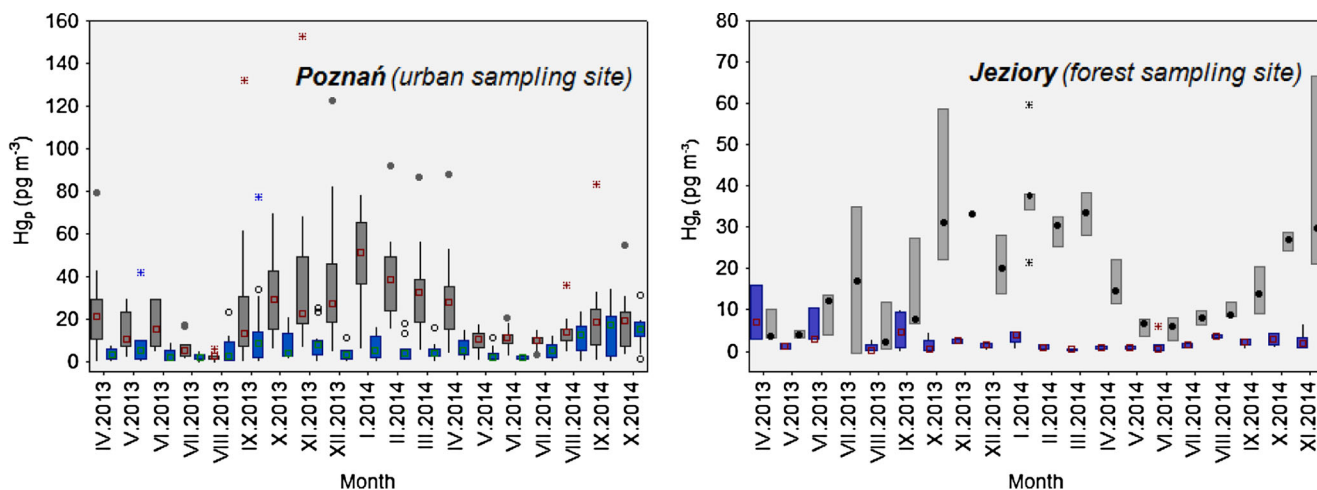 160
140
120
100
80
60
40
20
0
Hgp (pg m-3)
Poznań (urban sampling site)
IV.2013
V.2013
VI.2013
VII.2013
VIII.2013
IX.2013
X.2013
XI.2013
XII.2013
I.2014
II.2014
III.2014
IV.2014
V.2014
VI.2014
VII.2014
VIII.2014
IX.2014
X.2014
Month
80
70
60
50
40
30
20
10
0
Hgp (pg m-3)
Jeziory (forest sampling site)
IV.2013
V.2013
VI.2013
VII.2013
VIII.2013
IX.2013
X.2013
XI.2013
XII.2013
I.2014
II.2014
III.2014
IV.2014
V.2014
VI.2014
VII.2014
VIII.2014
IX.2014
X.2014
Month